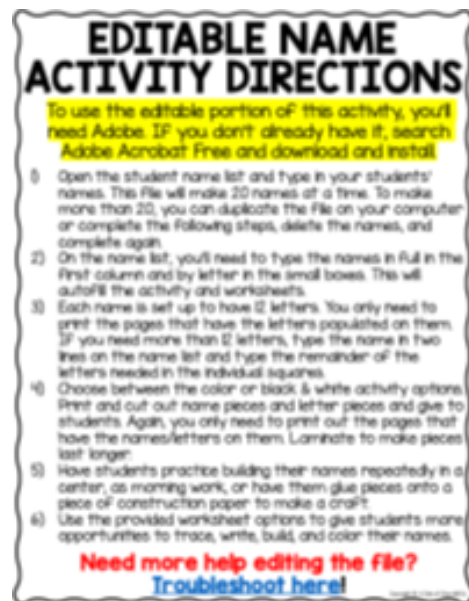 EDITABLE NAME
ACTIVITY DIRECTIONS
To use the editable portion of this activity, you'll
need Adobe. IF you don't already have it, search
Adobe Acrobat Free and download and install.
1) Open the student name list and type in your students'
names. This file will make 20 names at a time. To make
more than 20, you can duplicate the file on your computer
or complete the following steps, delete the names, and
complete again.
2) On the name list, you'll need to type the names in full in the
first column and by letter in the small boxes. This will
autofill the activity and worksheets.
3) Each name is set up to have 12 letters. You only need to
print the pages that have the letters populated on them.
IF you need more than 12 letters, type the name in two
lines on the name list and type the remainder of the
letters needed in the individual squares.
4) Choose between the color or black & white activity options.
Print and cut out name pieces and letter pieces and give to
students. Again, you only need to print out the pages that
have the names/letters on them. Laminate to make pieces
last longer.
5) Have students practice building their names repeatedly in a
center, as morning work, or have them glue pieces onto a
piece of construction paper to make a craft.
6) Use the provided worksheet options to give students more
opportunities to trace, write, build, and color their names.
Need more help editing the file?
Troubleshoot here!